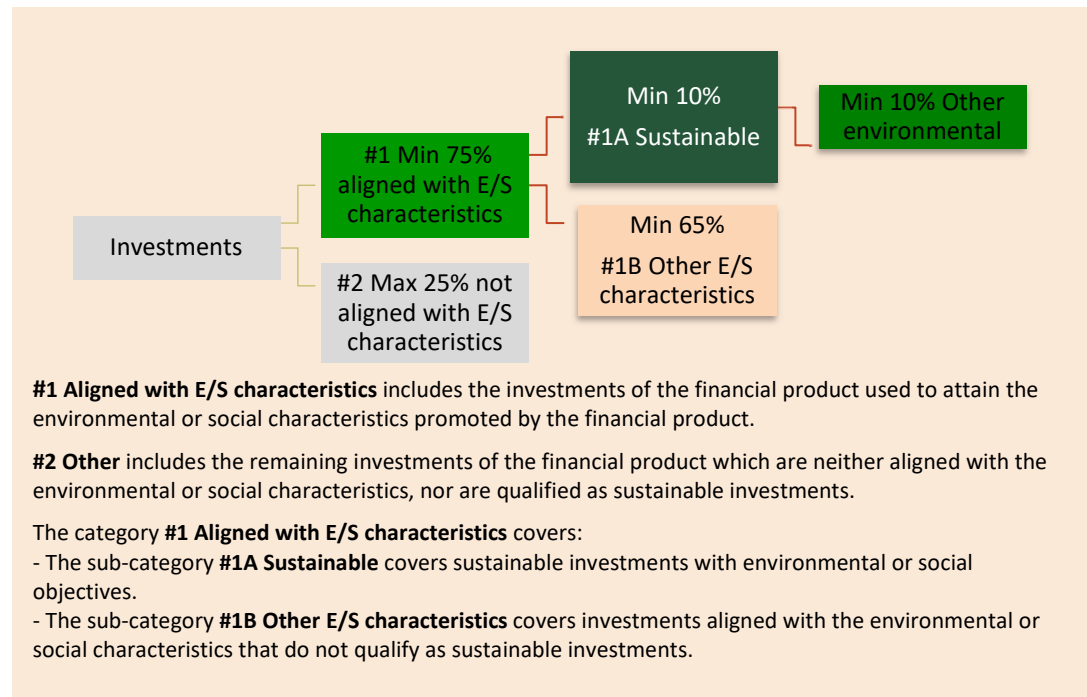 Investments
#1 Min 75%
aligned with E/S
characteristics
#2 Max 25% not
aligned with E/S
characteristics
Min 10%
#1A Sustainable
Min 65%
#1B Other E/S
characteristics
Min 10% Other
environmental
#1 Aligned with E/S characteristics includes the investments of the financial product used to attain the
environmental or social characteristics promoted by the financial product.
#2 Other includes the remaining investments of the financial product which are neither aligned with the
environmental or social characteristics, nor are qualified as sustainable investments.
The category #1 Aligned with E/S characteristics covers:
- The sub-category #1A Sustainable covers sustainable investments with environmental or social
objectives.
- The sub-category #1B Other E/S characteristics covers investments aligned with the environmental or
social characteristics that do not qualify as sustainable investments.